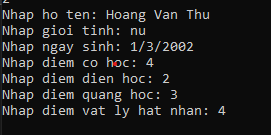 Nhap ho ten: Hoang Van Thu
Nhap gioi tinh: nu
Nhap ngay sinh: 1/3/2002
Nhap diem co hoc: 4
Nhap diem dien hoc: 2
Nhap diem quang hoc: 3
Nhap diem vat ly hat nhan: 4